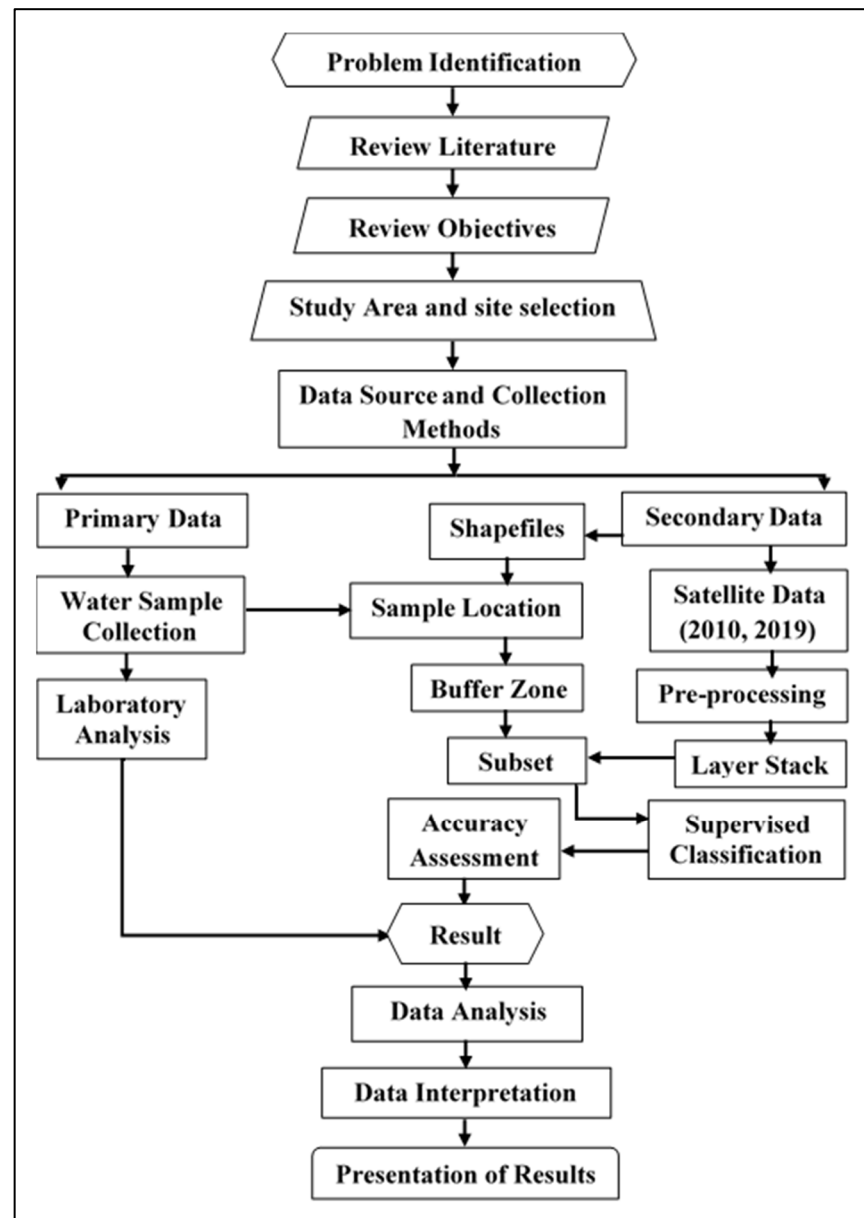 Problem Identification
Review Literature
Review Objectives
Study Area and site selection
Data Source and Collection
Methods
Primary Data
Shapefiles
Secondary Data
Water Sample
Collection
Sample Location
Satellite Data
(2010, 2019)
Laboratory
Analysis
Buffer Zone
Pre-processing
Subset
Layer Stack
Accuracy
Assessment
Supervised
Classification
Result
Data Analysis
Data Interpretation
Presentation of Results